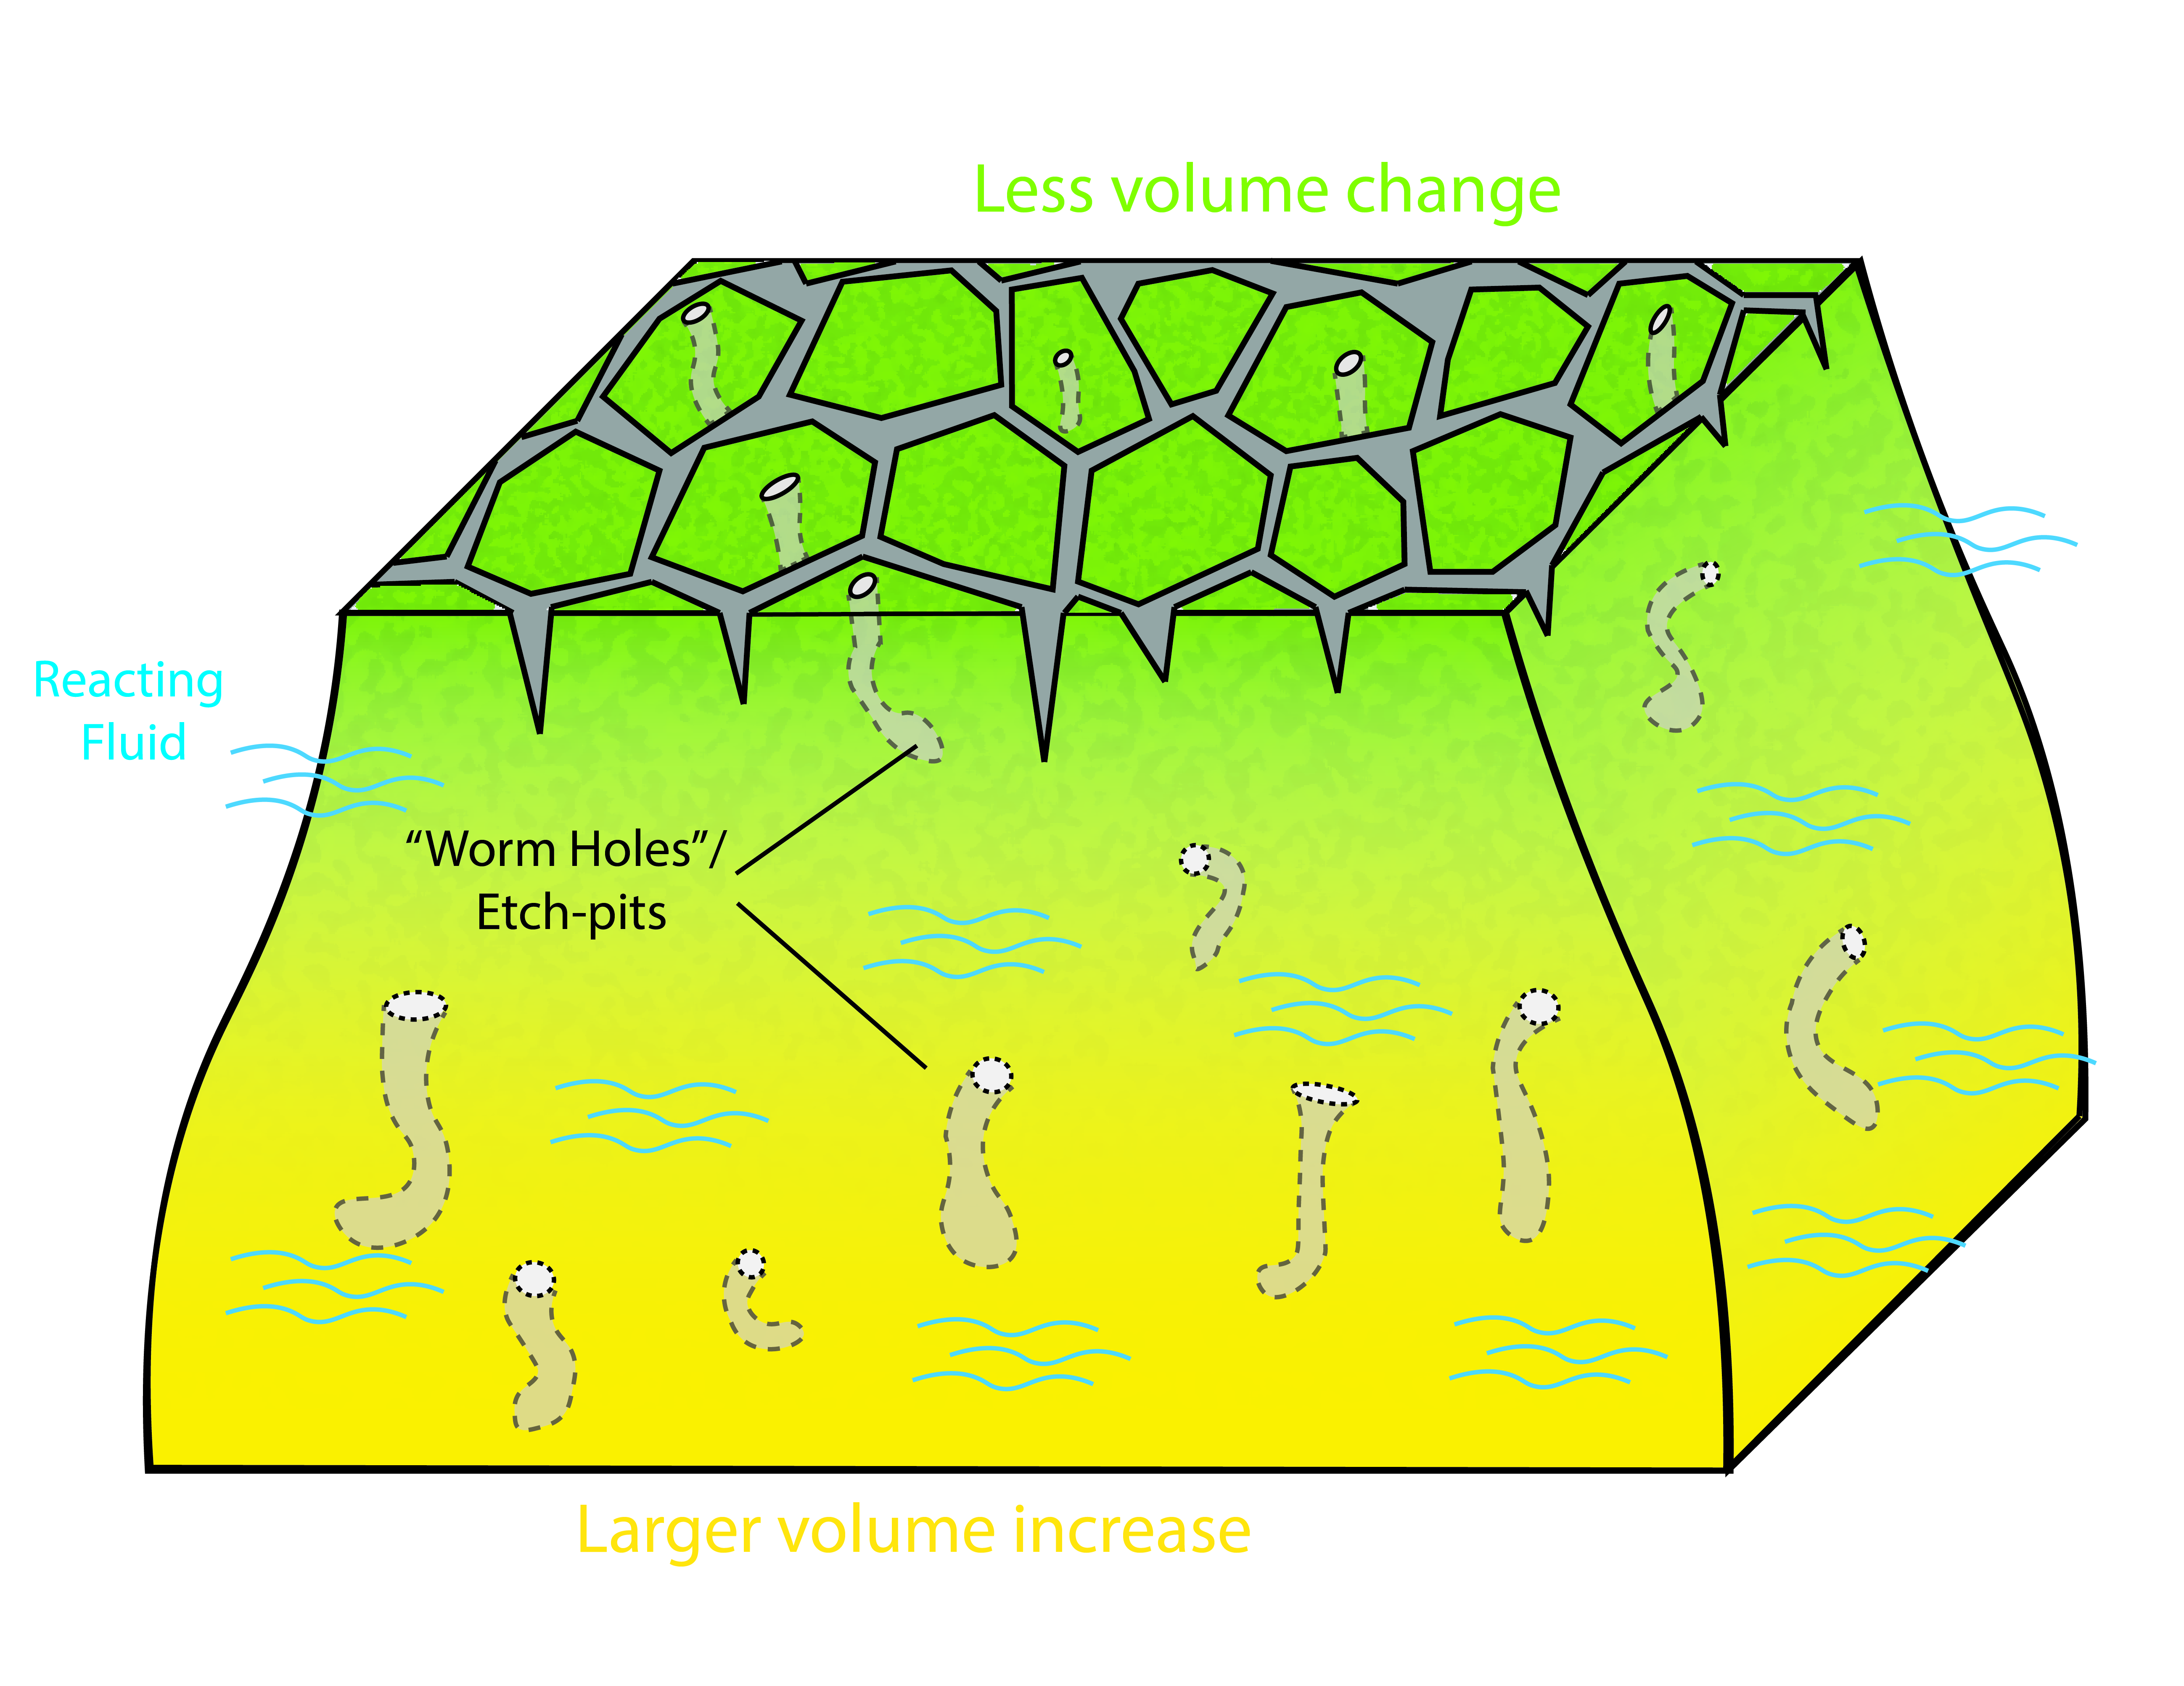 Less volume change
Reacting
Fluid
“Worm Holes”/
Etch-pits
Larger volume increase